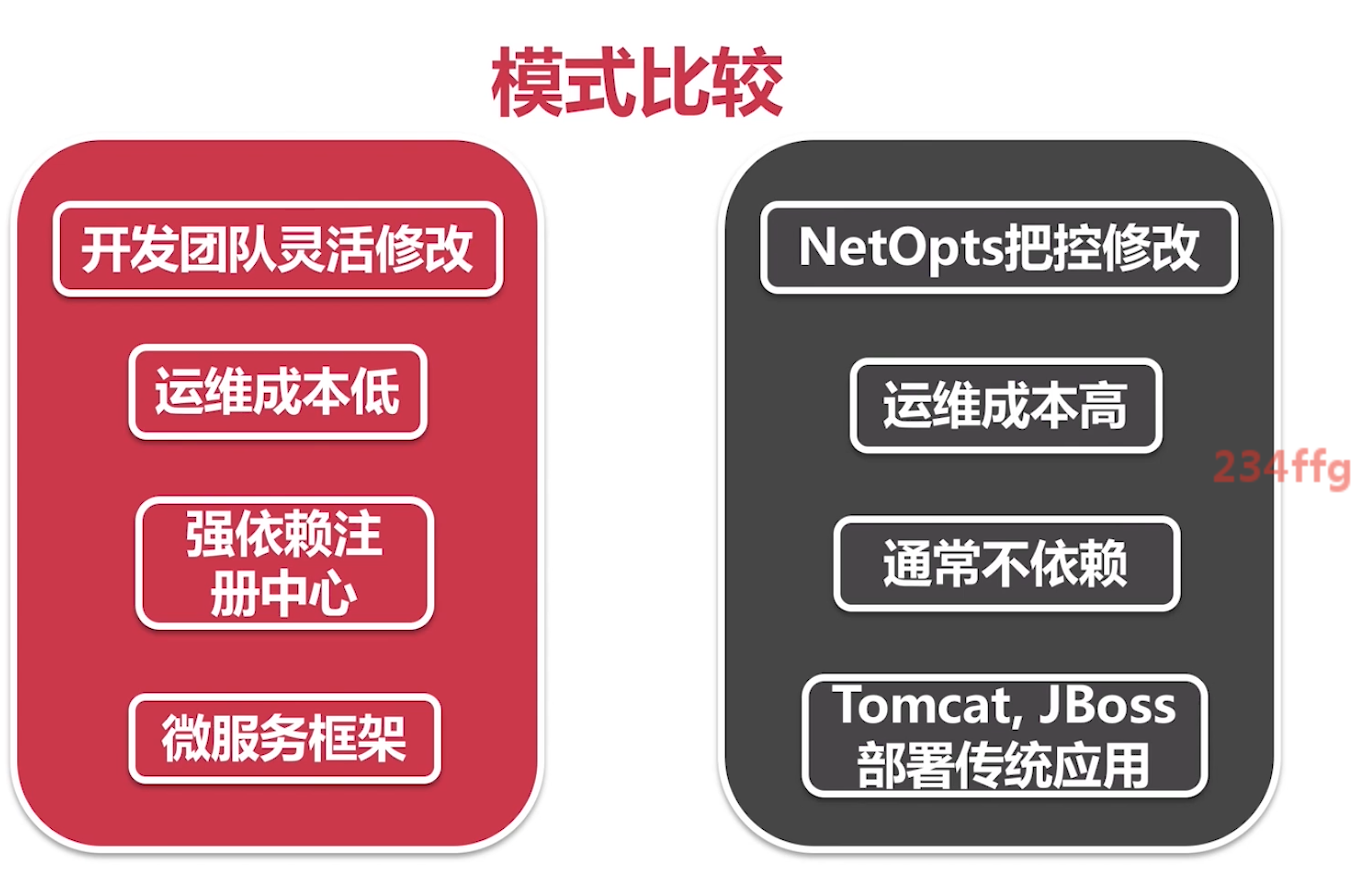 模式比较
开发团队灵活修改
运维成本低
强依赖注
册中心
微服务框架
NetOpts把控修改
运维成本高
通常不依赖
Tomcat, JBoss
部署传统应用
234ffg